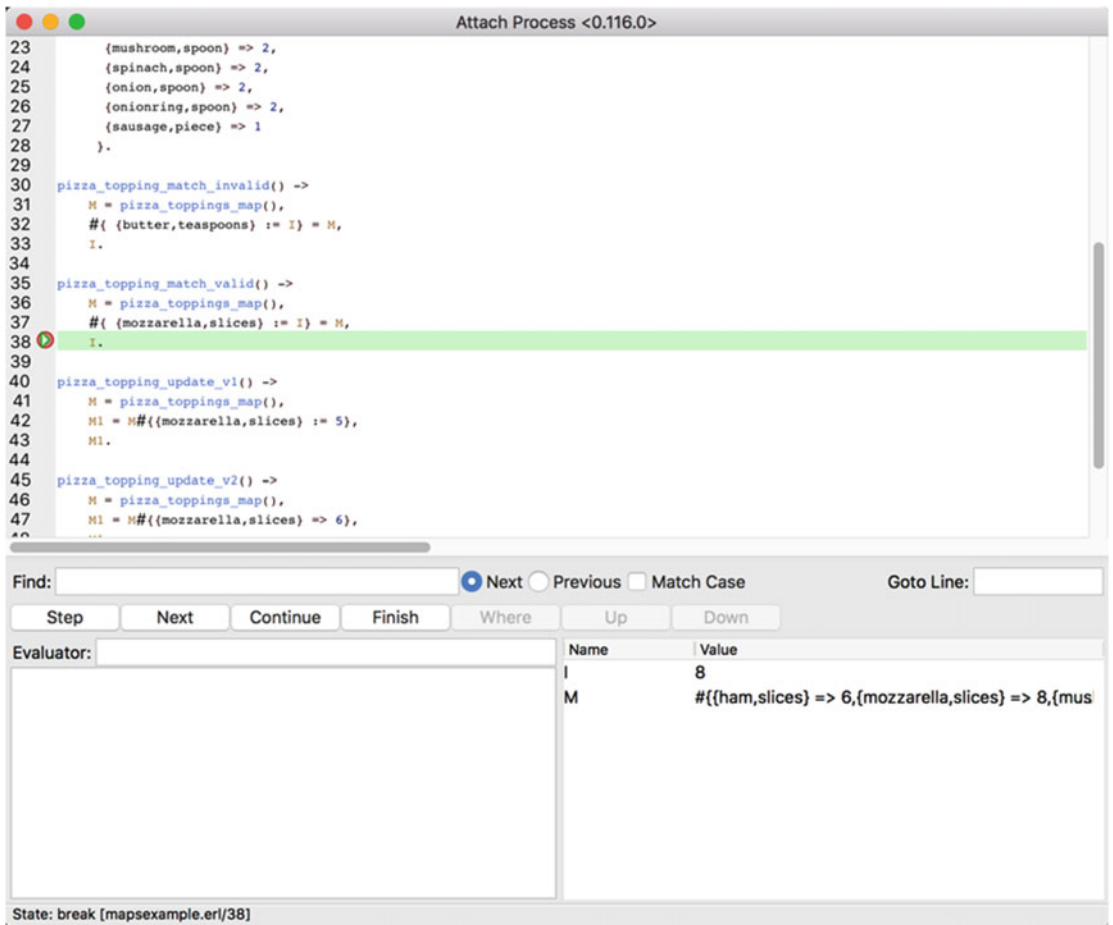 Attach Process <0.116.0>
23 {mushroom,spoon} => 2,
24 {spinach,spoon} => 2,
25 {onion,spoon} => 2,
26 {onionring,spoon} => 2,
27 {sausage,piece} => 1
28 }.
29
30 pizza_topping_match_invalid() ->
31 M = pizza_toppings_map(),
32 #{ {butter,teaspoons} := I} = M,
33 I.
34
35 pizza_topping_match_valid() ->
36 M = pizza_toppings_map(),
37 #{ {mozzarella,slices} := I} = M,
38 I.
39
40 pizza_topping_update_v1() ->
41 M = pizza_toppings_map(),
42 M1 = M#{{mozzarella,slices} := 5},
43 M1.
44
45 pizza_topping_update_v2() ->
46 M = pizza_toppings_map(),
47 M1 = M#{{mozzarella,slices} => 6},
Find: Next Previous Match Case Goto Line:
Step Next Continue Finish Where Up Down
Evaluator: Name Value
I 8
M #{{ham,slices} => 6,{mozzarella,slices} => 8,{mus
State: break [mapsexample.erl/38]